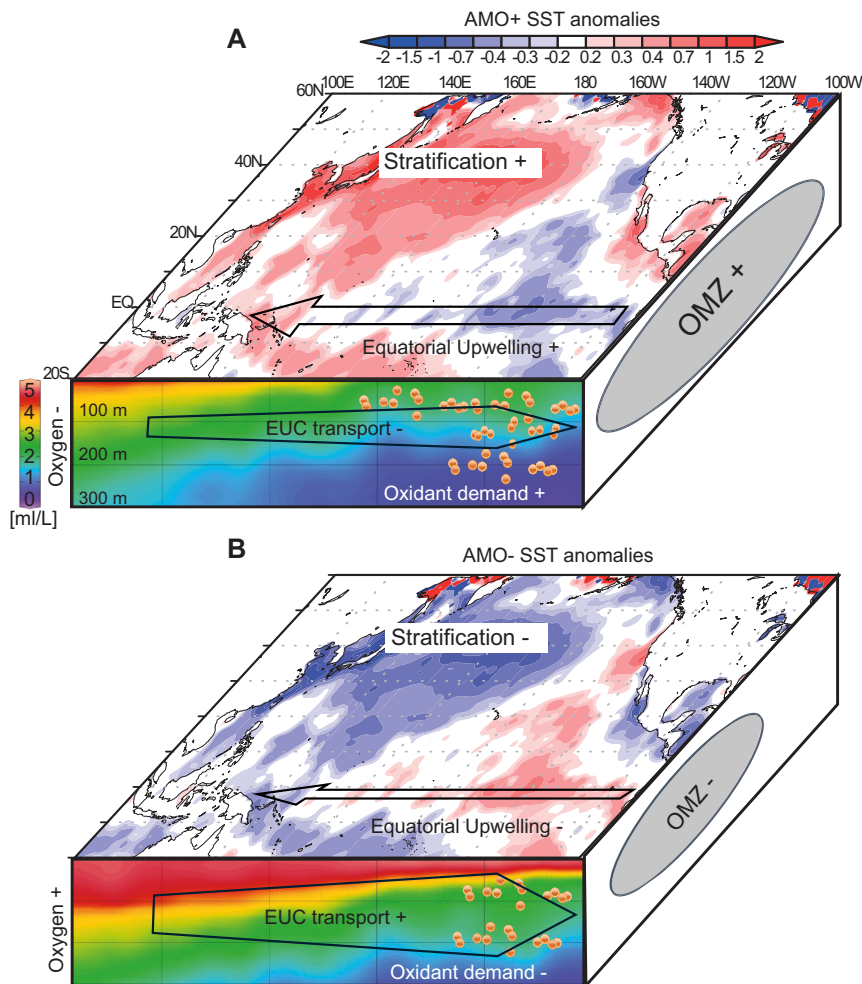 AMO+ SST anomalies
A
-2 -1.5 -1 -0.7 -0.4 -0.3 -0.2 0.2 0.3 0.4 0.7 1 1.5 2
100E 120E 140E 160E 180 160W 140W 120W 100W
60N
40N
Stratification +
20N
OMZ +
EQ
Equatorial Upwelling +
20S
5
4
3
2
1
0
[ml/L]
Oxygen -
100 m
EUC transport -
200 m
Oxidant demand +
300 m
B
AMO- SST anomalies
Stratification -
OMZ -
Equatorial Upwelling -
Oxygen +
EUC transport +
Oxidant demand -